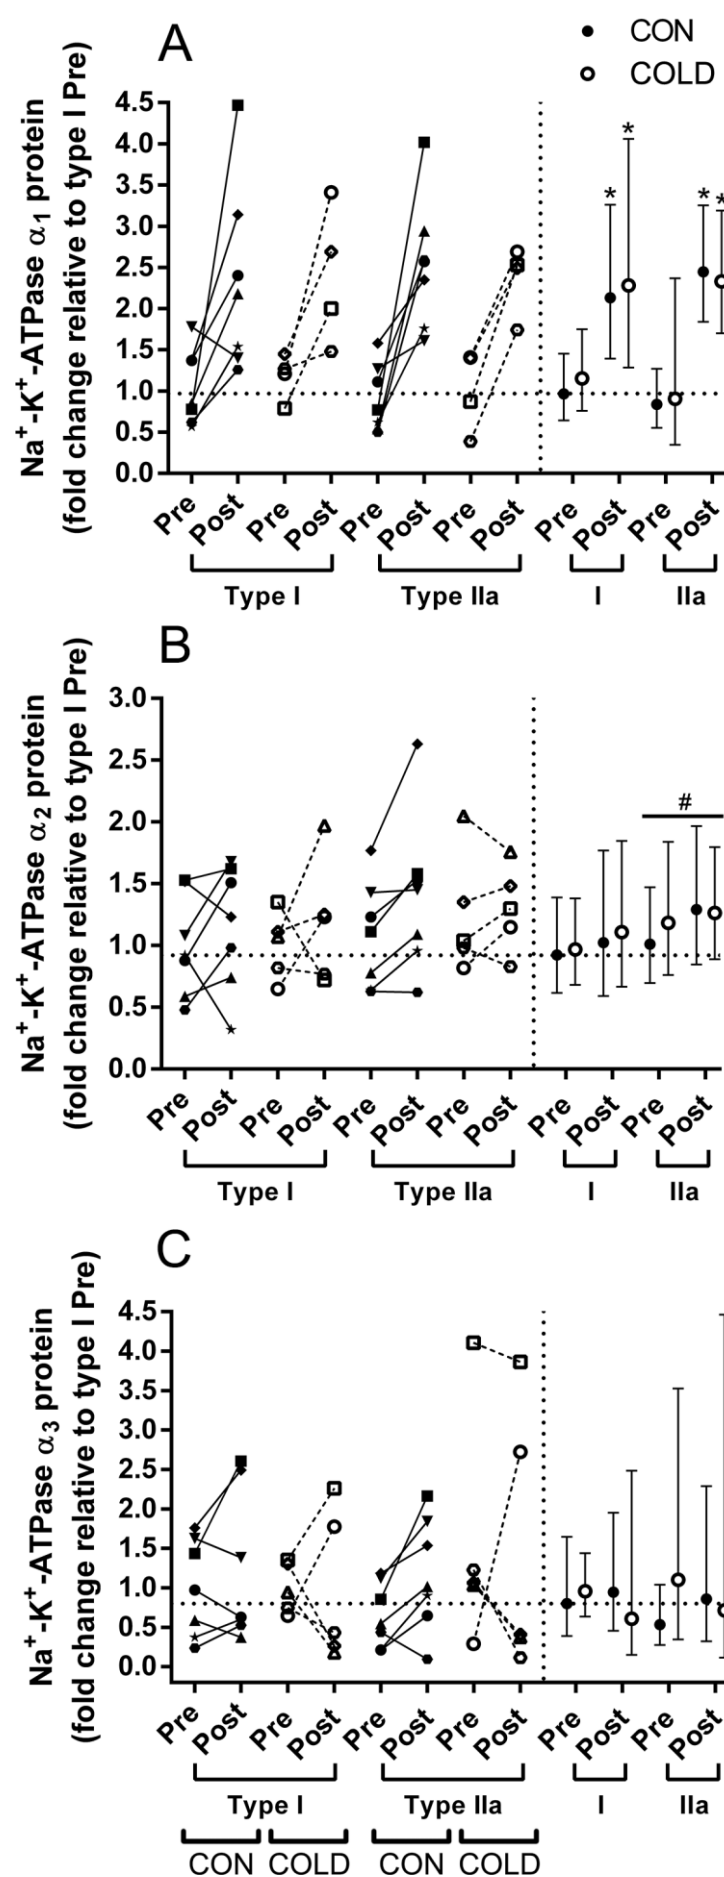 A
CON
COLD
Na+-K+-ATPase α1 protein
(fold change relative to type I Pre)
4.5
4.0
3.5
3.0
2.5
2.0
1.5
1.0
0.5
0.0
* * * *
Pre Post Pre Post Pre Post Pre Post Pre Post Pre Post
Type I Type IIa I IIa
B
Na+-K+-ATPase α2 protein
(fold change relative to type I Pre)
3.0
2.5
2.0
1.5
1.0
0.5
0.0
#
Pre Post Pre Post Pre Post Pre Post Pre Post Pre Post
Type I Type IIa I IIa
C
Na+-K+-ATPase α3 protein
(fold change relative to type I Pre)
4.5
4.0
3.5
3.0
2.5
2.0
1.5
1.0
0.5
0.0
Pre Post Pre Post Pre Post Pre Post Pre Post Pre Post
Type I Type IIa I IIa
CON COLD CON COLD